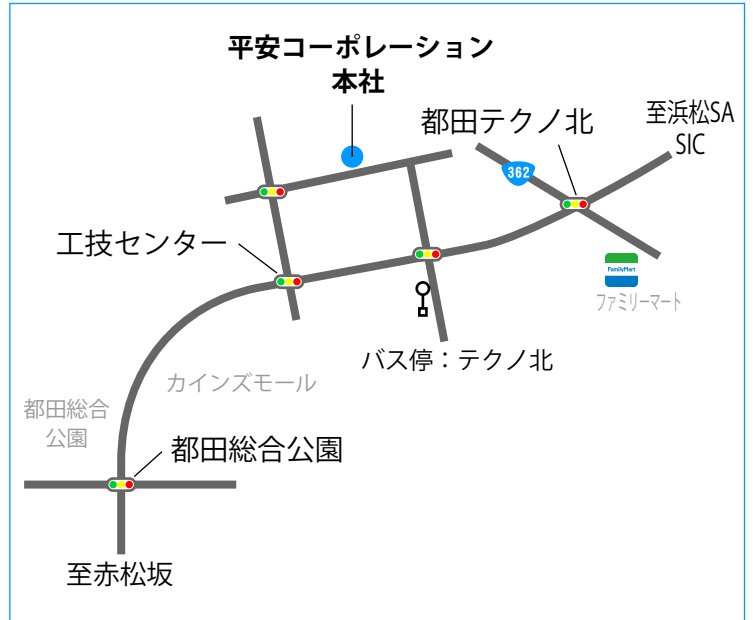 平安コーポレーション
本社
都田テクノ北
至浜松SA
SIC
362
工技センター
FamilyMart
ファミリーマート
バス停：テクノ北
カインズモール
都田総合
公園
都田総合公園
至赤松坂